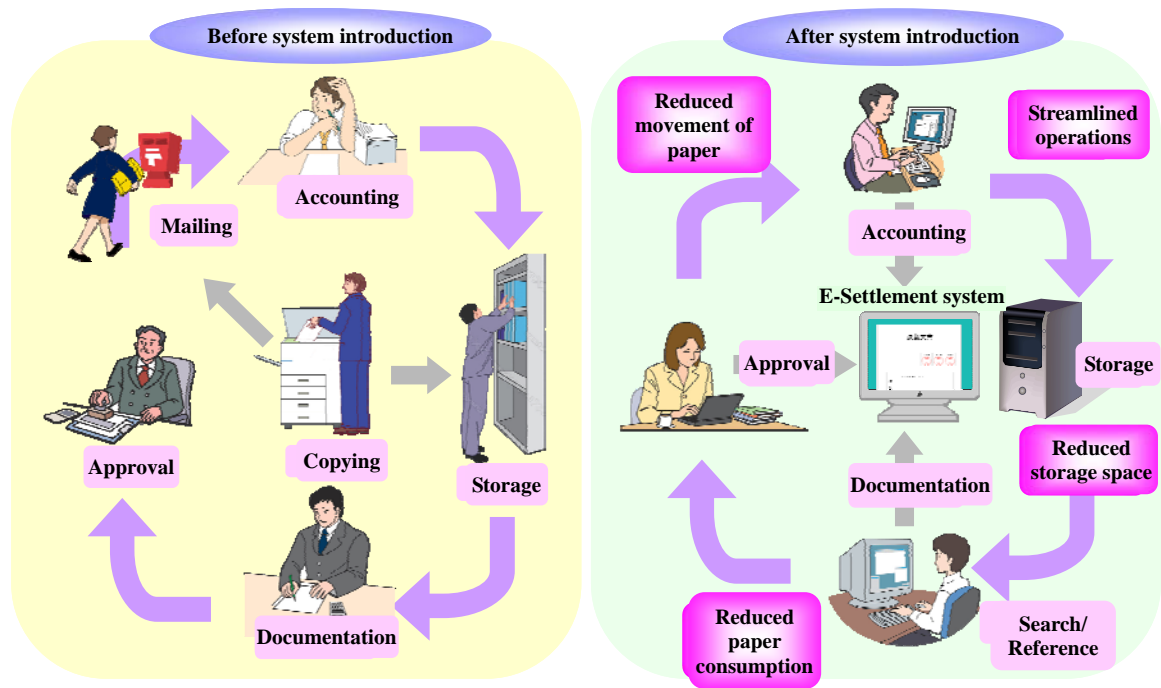 Before system introduction
Accounting
Mailing
Approval
Copying
Storage
Documentation
After system introduction
Reduced
movement of
paper
Streamlined
operations
Accounting
E-Settlement system
Approval
Storage
Reduced
storage space
Documentation
Reduced
paper
consumption
Search/
Reference